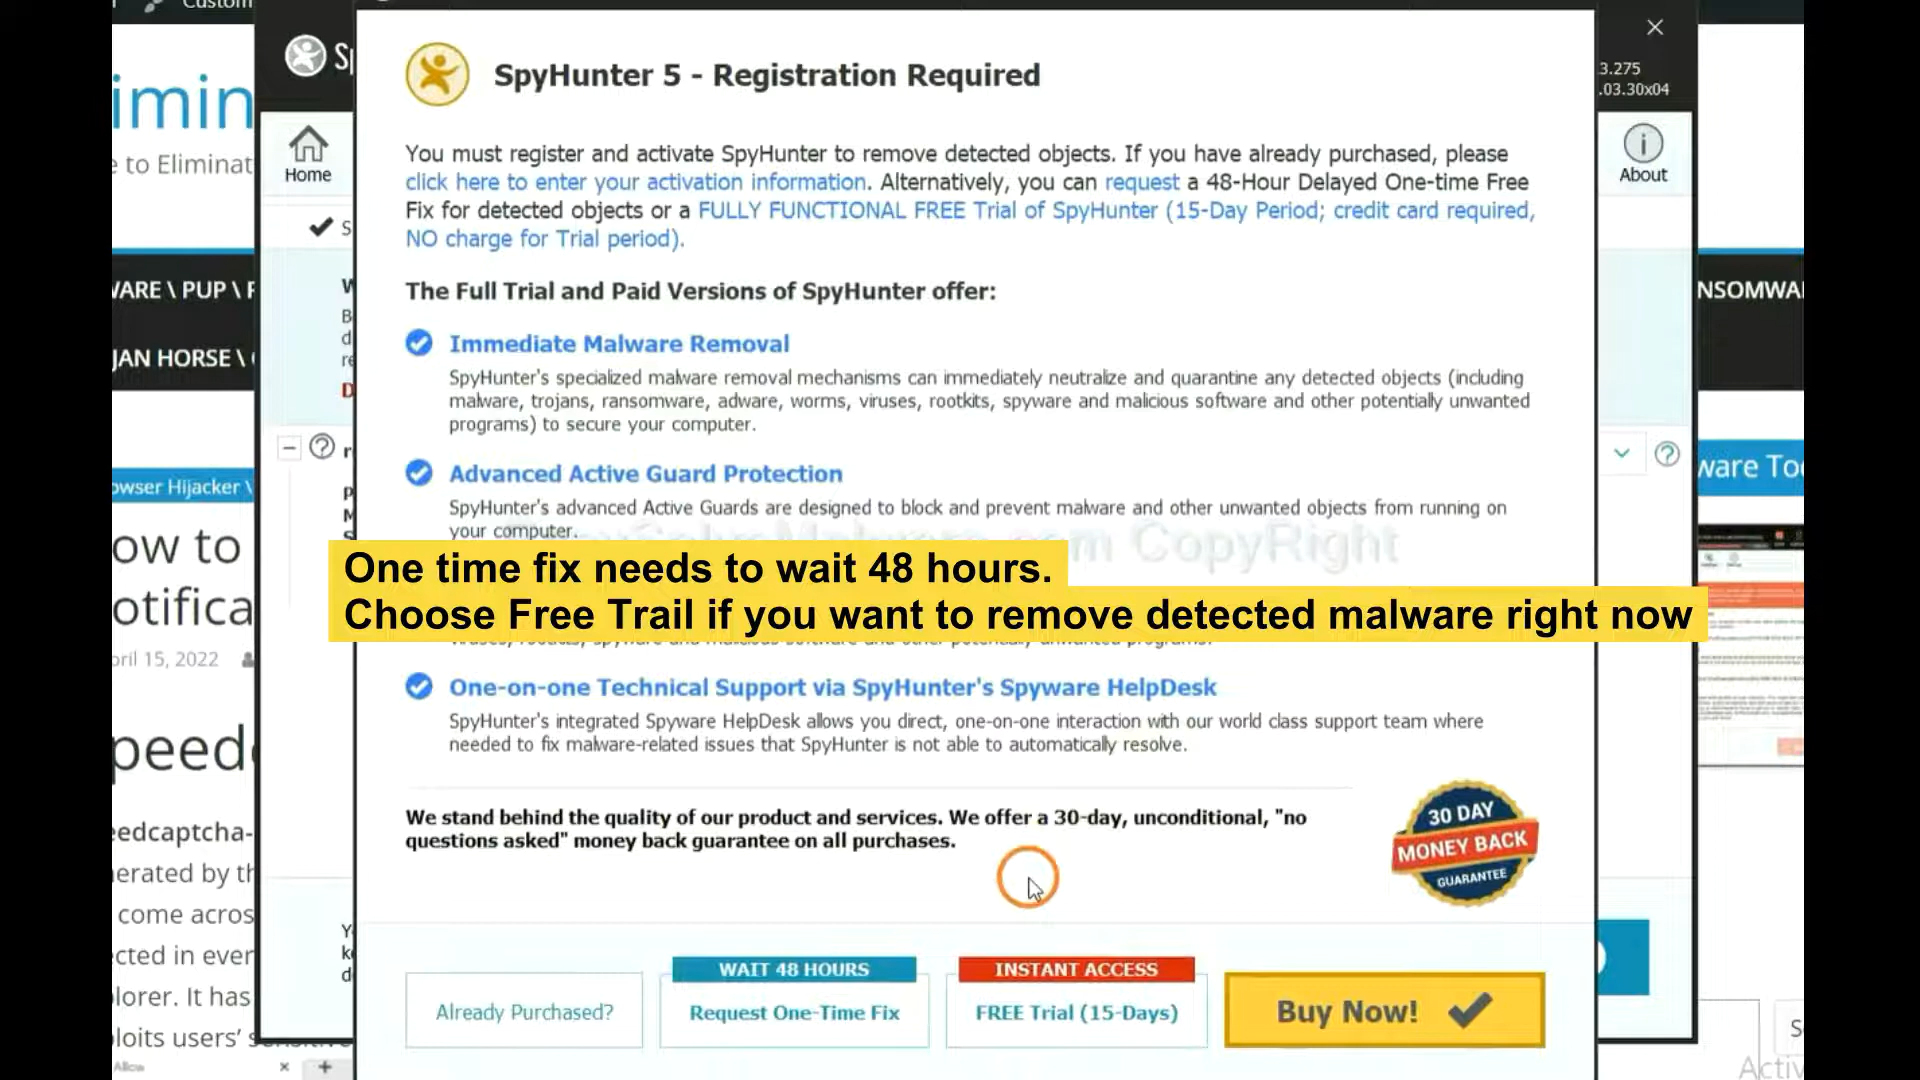 Custom
SpyHunter 5 - Registration Required
3.275
.03.30x04
imin
e to Eliminat
Home
About
You must register and activate SpyHunter to remove detected objects. If you have already purchased, please
click here to enter your activation information. Alternatively, you can request a 48-Hour Delayed One-time Free
Fix for detected objects or a FULLY FUNCTIONAL FREE Trial of SpyHunter (15-Day Period; credit card required,
NO charge for Trial period).
WARE \ PUP \ 
NSOMWA
JAN HORSE \
The Full Trial and Paid Versions of SpyHunter offer:
Immediate Malware Removal
SpyHunter's specialized malware removal mechanisms can immediately neutralize and quarantine any detected objects (including
malware, trojans, ransomware, adware, worms, viruses, rootkits, spyware and malicious software and other potentially unwanted
programs) to secure your computer.
owser Hijacker \
ware Too
Advanced Active Guard Protection
SpyHunter's advanced Active Guards are designed to block and prevent malware and other unwanted objects from running on
your computer.
CopyRight
ow to
otifica
pril 15, 2022
One time fix needs to wait 48 hours.
Choose Free Trail if you want to remove detected malware right now
One-on-one Technical Support via SpyHunter's Spyware HelpDesk
SpyHunter's integrated Spyware HelpDesk allows you direct, one-on-one interaction with our world class support team where
needed to fix malware-related issues that SpyHunter is not able to automatically resolve.
peed
eedcaptcha-
nerated by th
come acros
ected in ever
plorer. It has
ploits users'
We stand behind the quality of our product and services. We offer a 30-day, unconditional, "no
questions asked" money back guarantee on all purchases.
30 DAY
MONEY BACK
GUARANTEE
Already Purchased?
WAIT 48 HOURS
Request One-Time Fix
INSTANT ACCESS
FREE Trial (15-Days)
Buy Now!
Allow
Activ